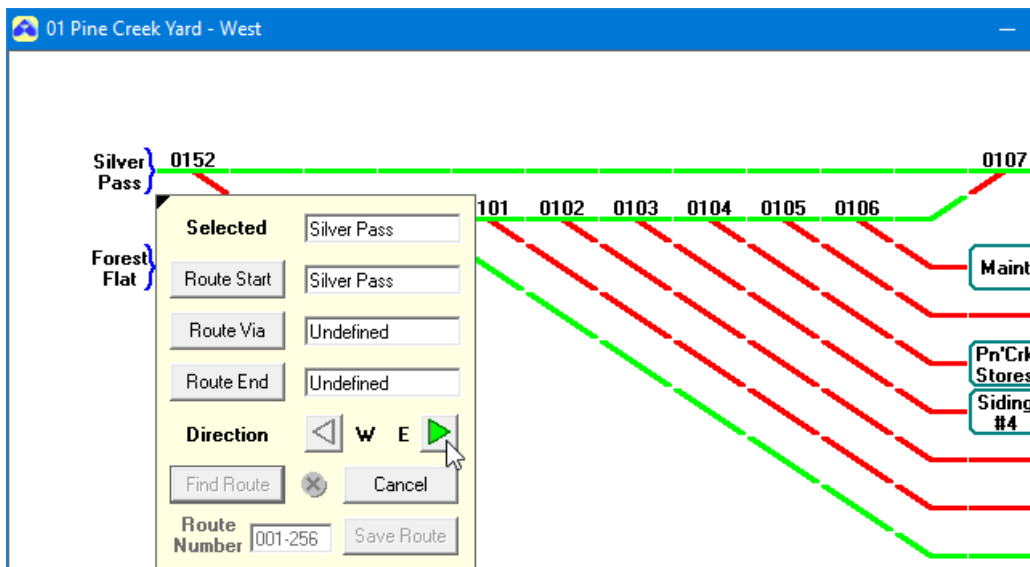 01 Pine Creek Yard - West
Silver
Pass
0152
0107
101
0102
0103
0104
0105
0106
Forest
Flat
Selected
Silver Pass
Route Start
Silver Pass
Route Via
Undefined
Route End
Undefined
Direction
W
E
Find Route
Cancel
Route
Number
001-256
Save Route
Maint
Pn'Crk
Stores
Siding
#4